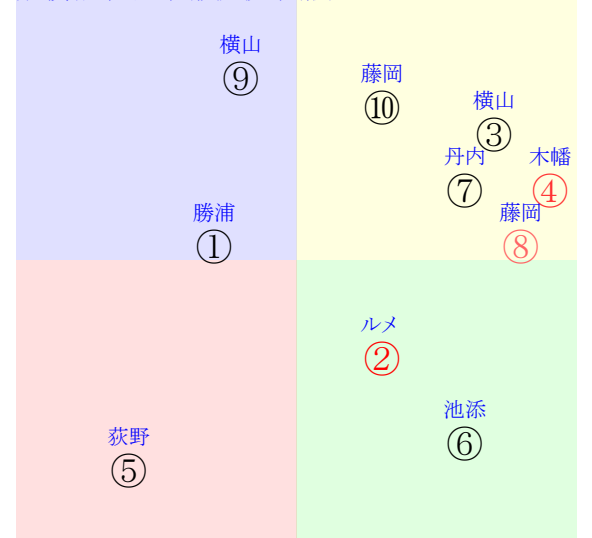 横山
⑨
藤岡
⑩
横山
③
丹内
⑦
木幡
④
勝浦
①
藤岡
⑧
ルメ
②
池添
⑥
荻野
⑤